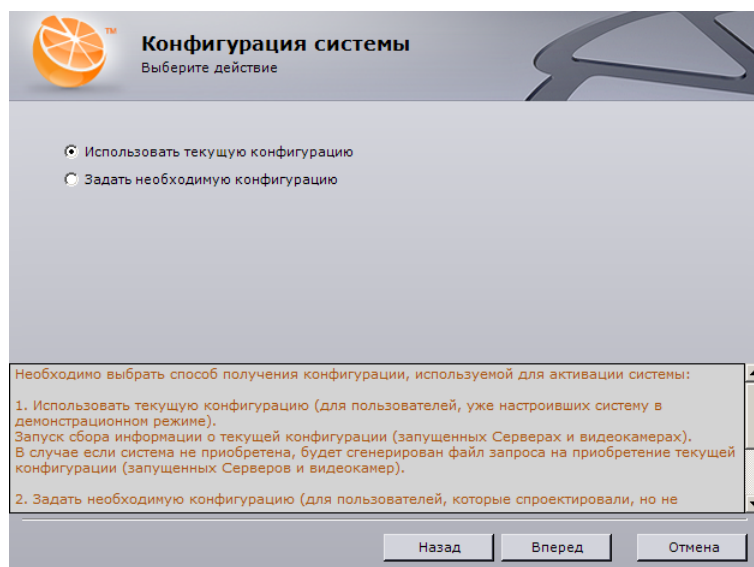 TM
Конфигурация системы
Выберите действие
Использовать текущую конфигурацию
Задать необходимую конфигурацию
Необходимо выбрать способ получения конфигурации, используемой для активации системы:
1. Использовать текущую конфигурацию (для пользователей, уже настроивших систему в
демонстрационном режиме).
Запуск сбора информации о текущей конфигурации (запущенных Серверах и видеокамерах).
В случае если система не приобретена, будет сгенерирован файл запроса на приобретение текущей
конфигурации (запущенных Серверов и видеокамер).
2. Задать необходимую конфигурацию (для пользователей, которые спроектировали, но не
Назад
Вперед
Отмена